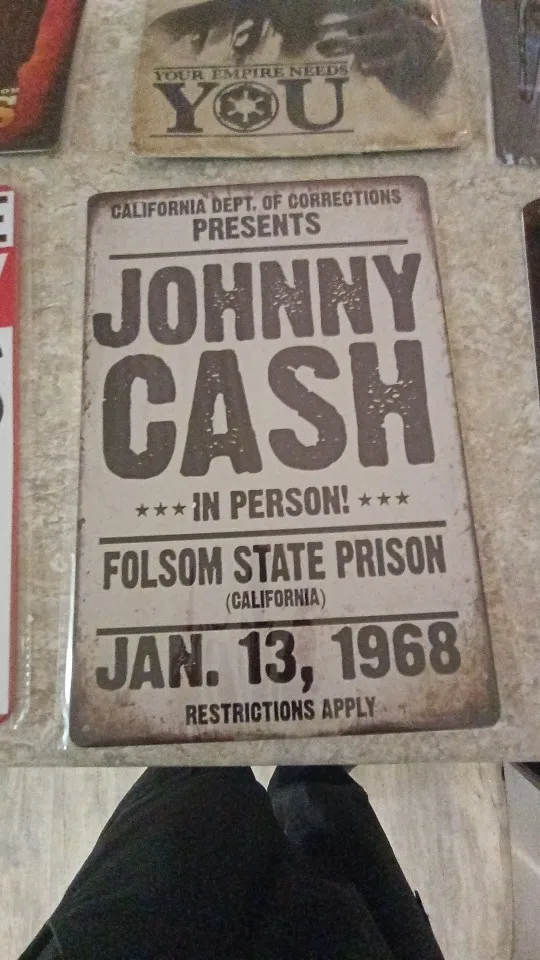 YOUR EMPIRE NEEDS
YOU
CALIFORNIA DEPT. OF CORRECTIONS
PRESENTS
JOHNNY
CASH
★★★ IN PERSON! ★★★
FOLSOM STATE PRISON
(CALIFORNIA)
JAN. 13, 1968
RESTRICTIONS APPLY